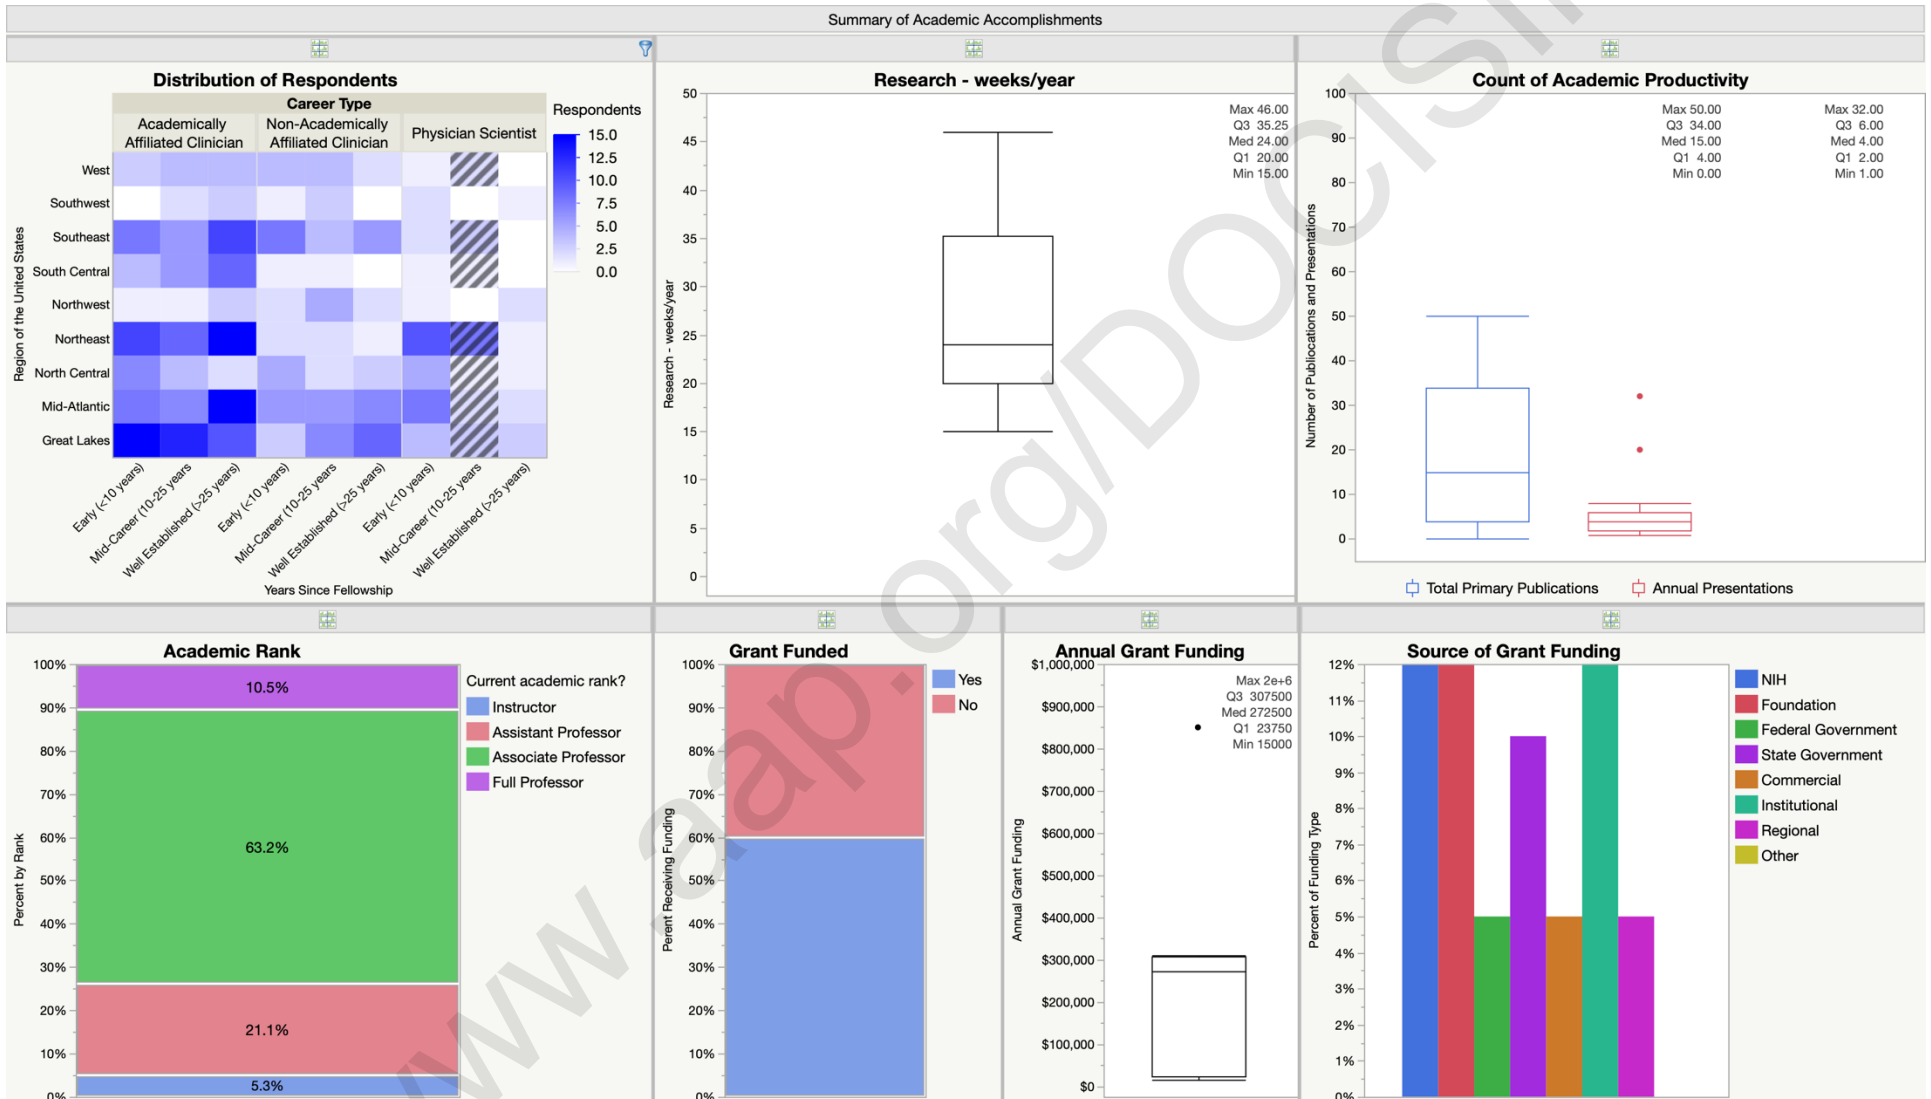 Summary of Academic Accomplishments
Distribution of Respondents
Career Type
Academically
Affiliated Clinician
Non-Academically
Affiliated Clinician
Physician Scientist
Respondents
15.0
12.5
10.0
7.5
5.0
2.5
0.0
Region of the United States
West
Southwest
Southeast
South Central
Northwest
Northeast
North Central
Mid-Atlantic
Great Lakes
Early (<10 years)
Mid-Career (10-25 years
Well Established (>25 years)
Early (<10 years)
Mid-Career (10-25 years
Well Established (>25 years)
Early (<10 years)
Mid-Career (10-25 years
Well Established (>25 years)
Years Since Fellowship
Research - weeks/year
Research - weeks/year
50
45
40
35
30
25
20
15
10
5
0
Max 46.00
Q3 35.25
Med 24.00
Q1 20.00
Min 15.00
Count of Academic Productivity
Number of Publiocations and Presentations
100
90
80
70
60
50
40
30
20
10
0
Max 50.00
Q3 34.00
Med 15.00
Q1 4.00
Min 0.00
Max 32.00
Q3 6.00
Med 4.00
Q1 2.00
Min 1.00
Total Primary Publications
Annual Presentations
Academic Rank
Percent by Rank
100%
90%
80%
70%
60%
50%
40%
30%
20%
10%
0%
10.5%
63.2%
21.1%
5.3%
Current academic rank?
Instructor
Assistant Professor
Associate Professor
Full Professor
Grant Funded
Perent Receiving Funding
100%
90%
80%
70%
60%
50%
40%
30%
20%
10%
0%
Yes
No
Annual Grant Funding
Annual Grant Funding
$1,000,000
$900,000
$800,000
$700,000
$600,000
$500,000
$400,000
$300,000
$200,000
$100,000
$0
Max 2e+6
Q3 307500
Med 272500
Q1 23750
Min 15000
Source of Grant Funding
Percent of Funding Type
12%
11%
10%
9%
8%
7%
6%
5%
4%
3%
2%
1%
0%
NIH
Foundation
Federal Government
State Government
Commercial
Institutional
Regional
Other